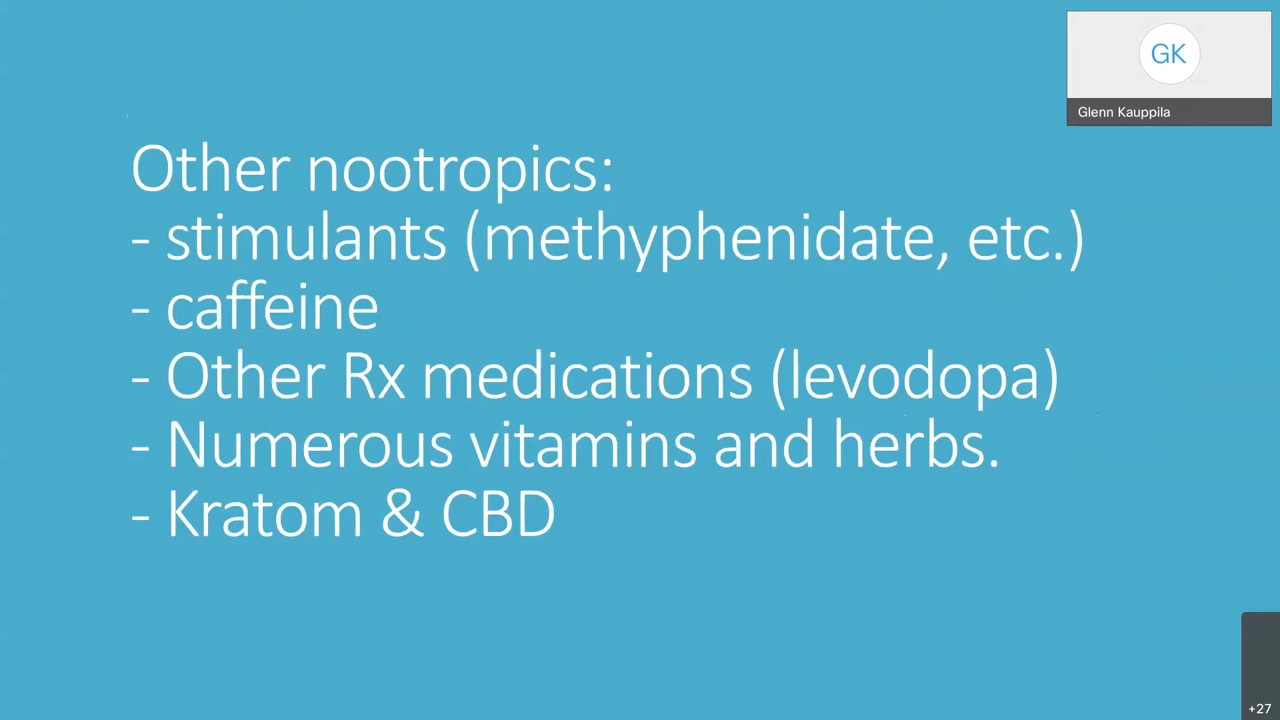 GK
Glenn Kauppila
Other nootropics:
- stimulants (methyphenidate, etc.)
- caffeine
- Other Rx medications (levodopa)
- Numerous vitamins and herbs.
- Kratom & CBD
+27